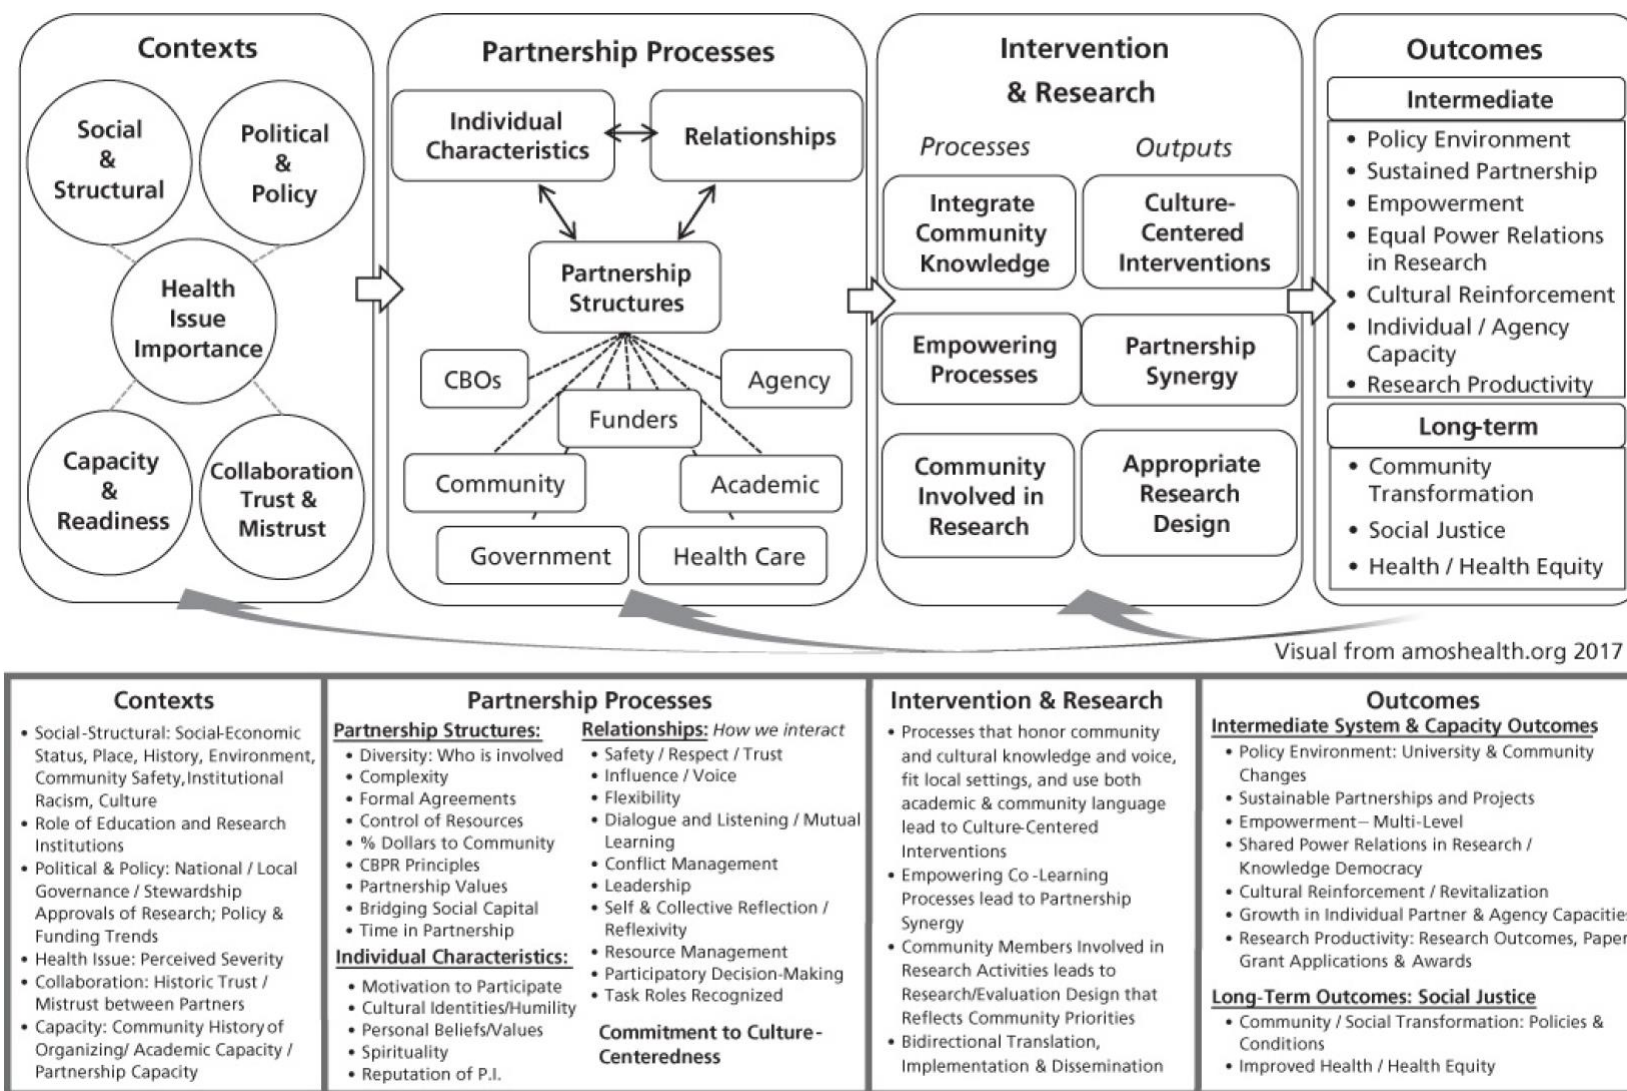 Contexts
Social
&
Structural
Political
&
Policy
Health
Issue
Importance
Capacity
&
Readiness
Collaboration
Trust &
Mistrust
Partnership Processes
Individual
Characteristics
Relationships
Partnership
Structures
CBOs
Agency
Funders
Community
Academic
Government
Health Care
Intervention
& Research
Processes
Outputs
Integrate
Community
Knowledge
Culture-
Centered
Interventions
Empowering
Processes
Partnership
Synergy
Community
Involved in
Research
Appropriate
Research
Design
Outcomes
Intermediate
• Policy Environment
• Sustained Partnership
• Empowerment
• Equal Power Relations
in Research
• Cultural Reinforcement
• Individual / Agency
Capacity
• Research Productivity
Long-term
• Community
Transformation
• Social Justice
• Health / Health Equity
Visual from amoshealth.org 2017
Contexts
• Social-Structural: Social-Economic
Status, Place, History, Environment,
Community Safety, Institutional
Racism, Culture
• Role of Education and Research
Institutions
• Political & Policy: National / Local
Governance / Stewardship
Approvals of Research; Policy &
Funding Trends
• Health Issue: Perceived Severity
• Collaboration: Historic Trust /
Mistrust between Partners
• Capacity: Community History of
Organizing/ Academic Capacity /
Partnership Capacity
Partnership Processes
Partnership Structures:
• Diversity: Who is involved
• Complexity
• Formal Agreements
• Control of Resources
• % Dollars to Community
• CBPR Principles
• Partnership Values
• Bridging Social Capital
• Time in Partnership
Individual Characteristics:
• Motivation to Participate
• Cultural Identities/Humility
• Personal Beliefs/Values
• Spirituality
• Reputation of P.I.
Relationships: How we interact
• Safety / Respect / Trust
• Influence / Voice
• Flexibility
• Dialogue and Listening / Mutual
Learning
• Conflict Management
• Leadership
• Self & Collective Reflection /
Reflexivity
• Resource Management
• Participatory Decision-Making
• Task Roles Recognized
Commitment to Culture-
Centeredness
Intervention & Research
• Processes that honor community
and cultural knowledge and voice,
fit local settings, and use both
academic & community language
lead to Culture-Centered
Interventions
• Empowering Co-Learning
Processes lead to Partnership
Synergy
• Community Members Involved in
Research Activities leads to
Research/Evaluation Design that
Reflects Community Priorities
• Bidirectional Translation,
Implementation & Dissemination
Outcomes
Intermediate System & Capacity Outcomes
• Policy Environment: University & Community
Changes
• Sustainable Partnerships and Projects
• Empowerment – Multi-Level
• Shared Power Relations in Research /
Knowledge Democracy
• Cultural Reinforcement / Revitalization
• Growth in Individual Partner & Agency Capacities
• Research Productivity: Research Outcomes, Paper
Grant Applications & Awards
Long-Term Outcomes: Social Justice
• Community / Social Transformation: Policies &
Conditions
• Improved Health / Health Equity